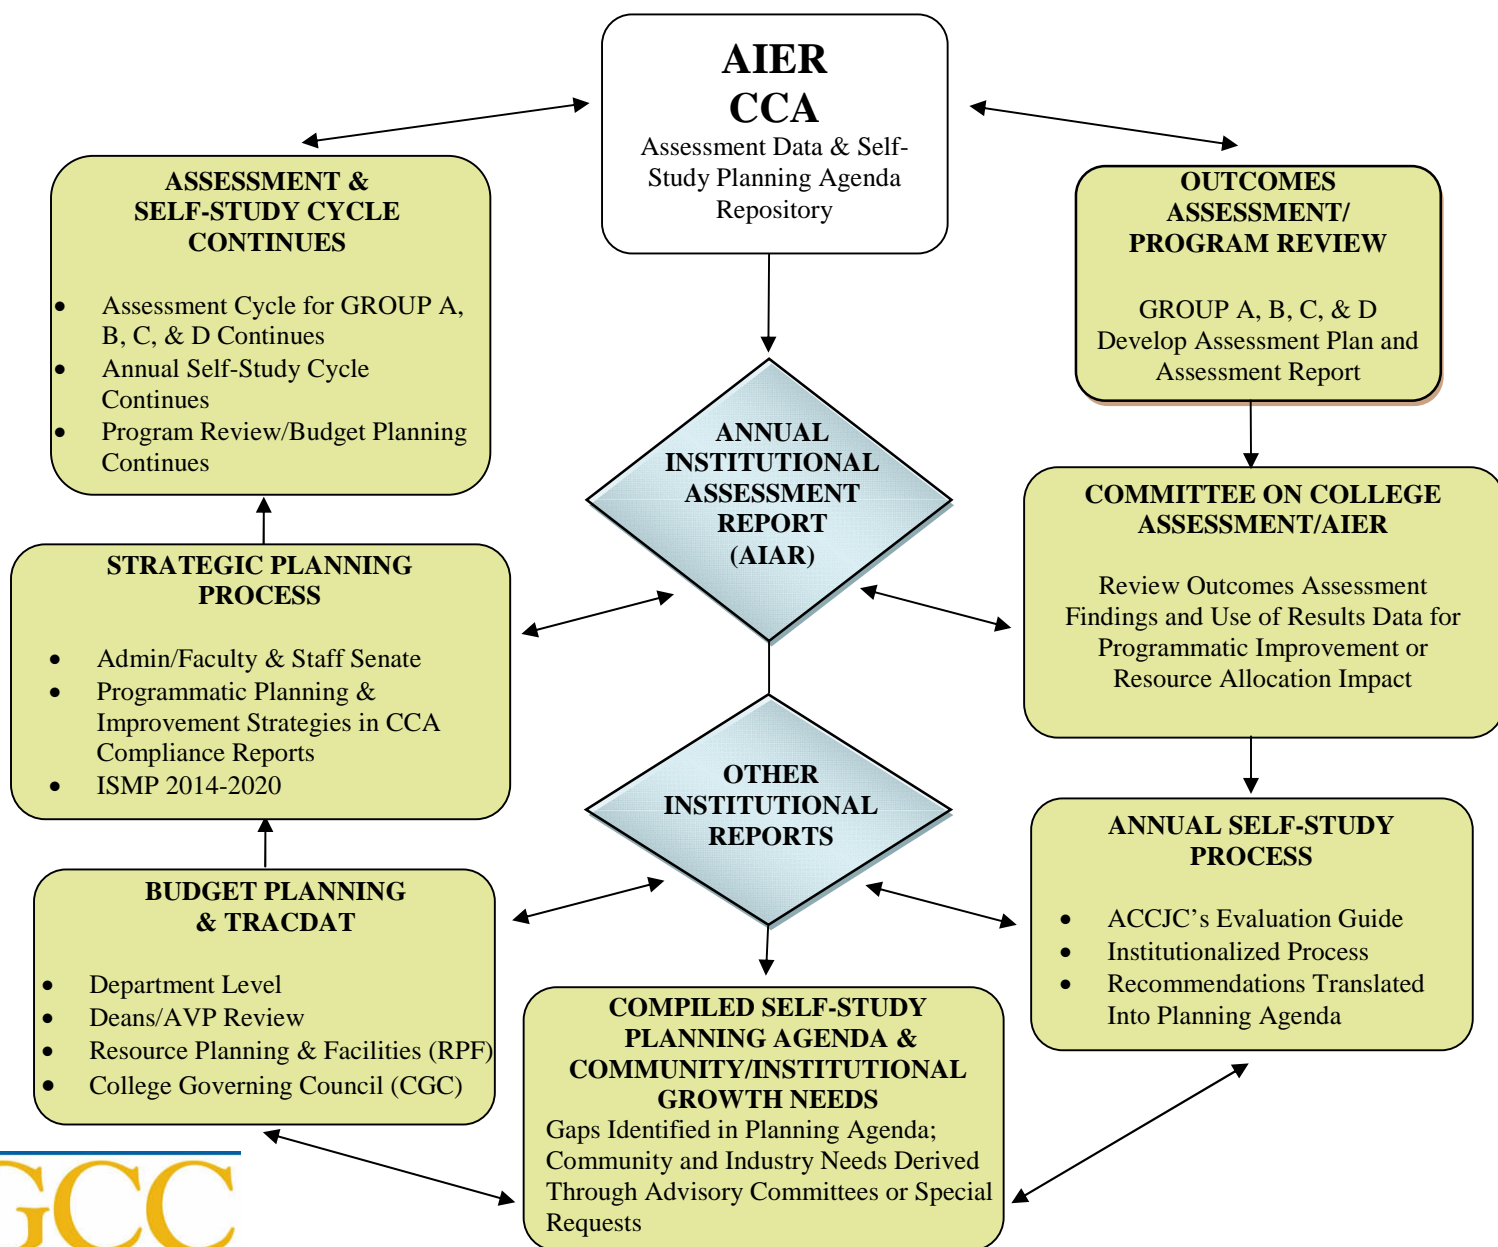 AIER
CCA
Assessment Data & Self-
Study Planning Agenda
Repository
ASSESSMENT &
SELF-STUDY CYCLE
CONTINUES
• Assessment Cycle for GROUP A,
B, C, & D Continues
• Annual Self-Study Cycle
Continues
• Program Review/Budget Planning
Continues
OUTCOMES
ASSESSMENT/
PROGRAM REVIEW
GROUP A, B, C, & D
Develop Assessment Plan and
Assessment Report
ANNUAL
INSTITUTIONAL
ASSESSMENT
REPORT
(AIAR)
COMMITTEE ON COLLEGE
ASSESSMENT/AIER
Review Outcomes Assessment
Findings and Use of Results Data for
Programmatic Improvement or
Resource Allocation Impact
STRATEGIC PLANNING
PROCESS
• Admin/Faculty & Staff Senate
• Programmatic Planning &
Improvement Strategies in CCA
Compliance Reports
• ISMP 2014-2020
OTHER
INSTITUTIONAL
REPORTS
ANNUAL SELF-STUDY
PROCESS
• ACCJC’s Evaluation Guide
• Institutionalized Process
• Recommendations Translated
Into Planning Agenda
BUDGET PLANNING
& TRACDAT
• Department Level
• Deans/AVP Review
• Resource Planning & Facilities (RPF)
• College Governing Council (CGC)
COMPILED SELF-STUDY
PLANNING AGENDA &
COMMUNITY/INSTITUTIONAL
GROWTH NEEDS
Gaps Identified in Planning Agenda;
Community and Industry Needs Derived
Through Advisory Committees or Special
Requests
GCC